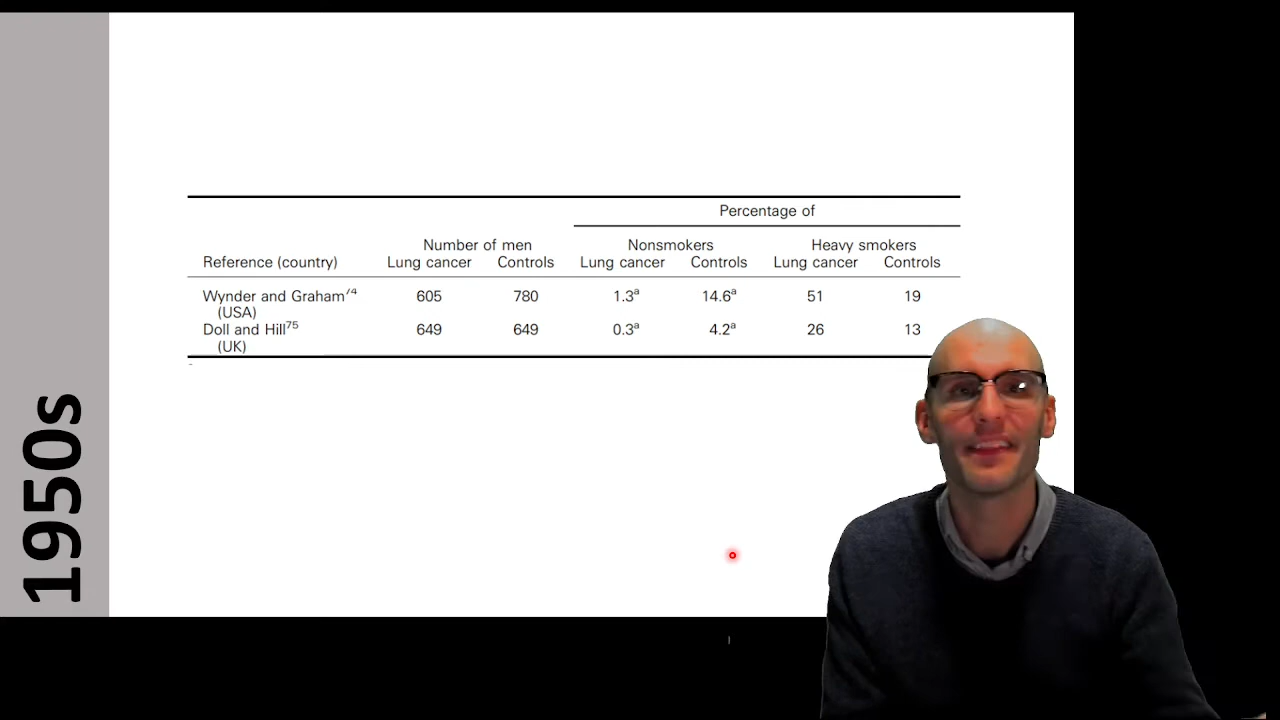 1950s
Percentage of
Number of men Nonsmokers Heavy smokers
Reference (country) Lung cancer Controls Lung cancer Controls Lung cancer Controls
Wynder and Graham⁷⁴ 605 780 1.3ᵃ 14.6ᵃ 51 19
(USA)
Doll and Hill⁷⁵ 649 649 0.3ᵃ 4.2ᵃ 26 13
(UK)